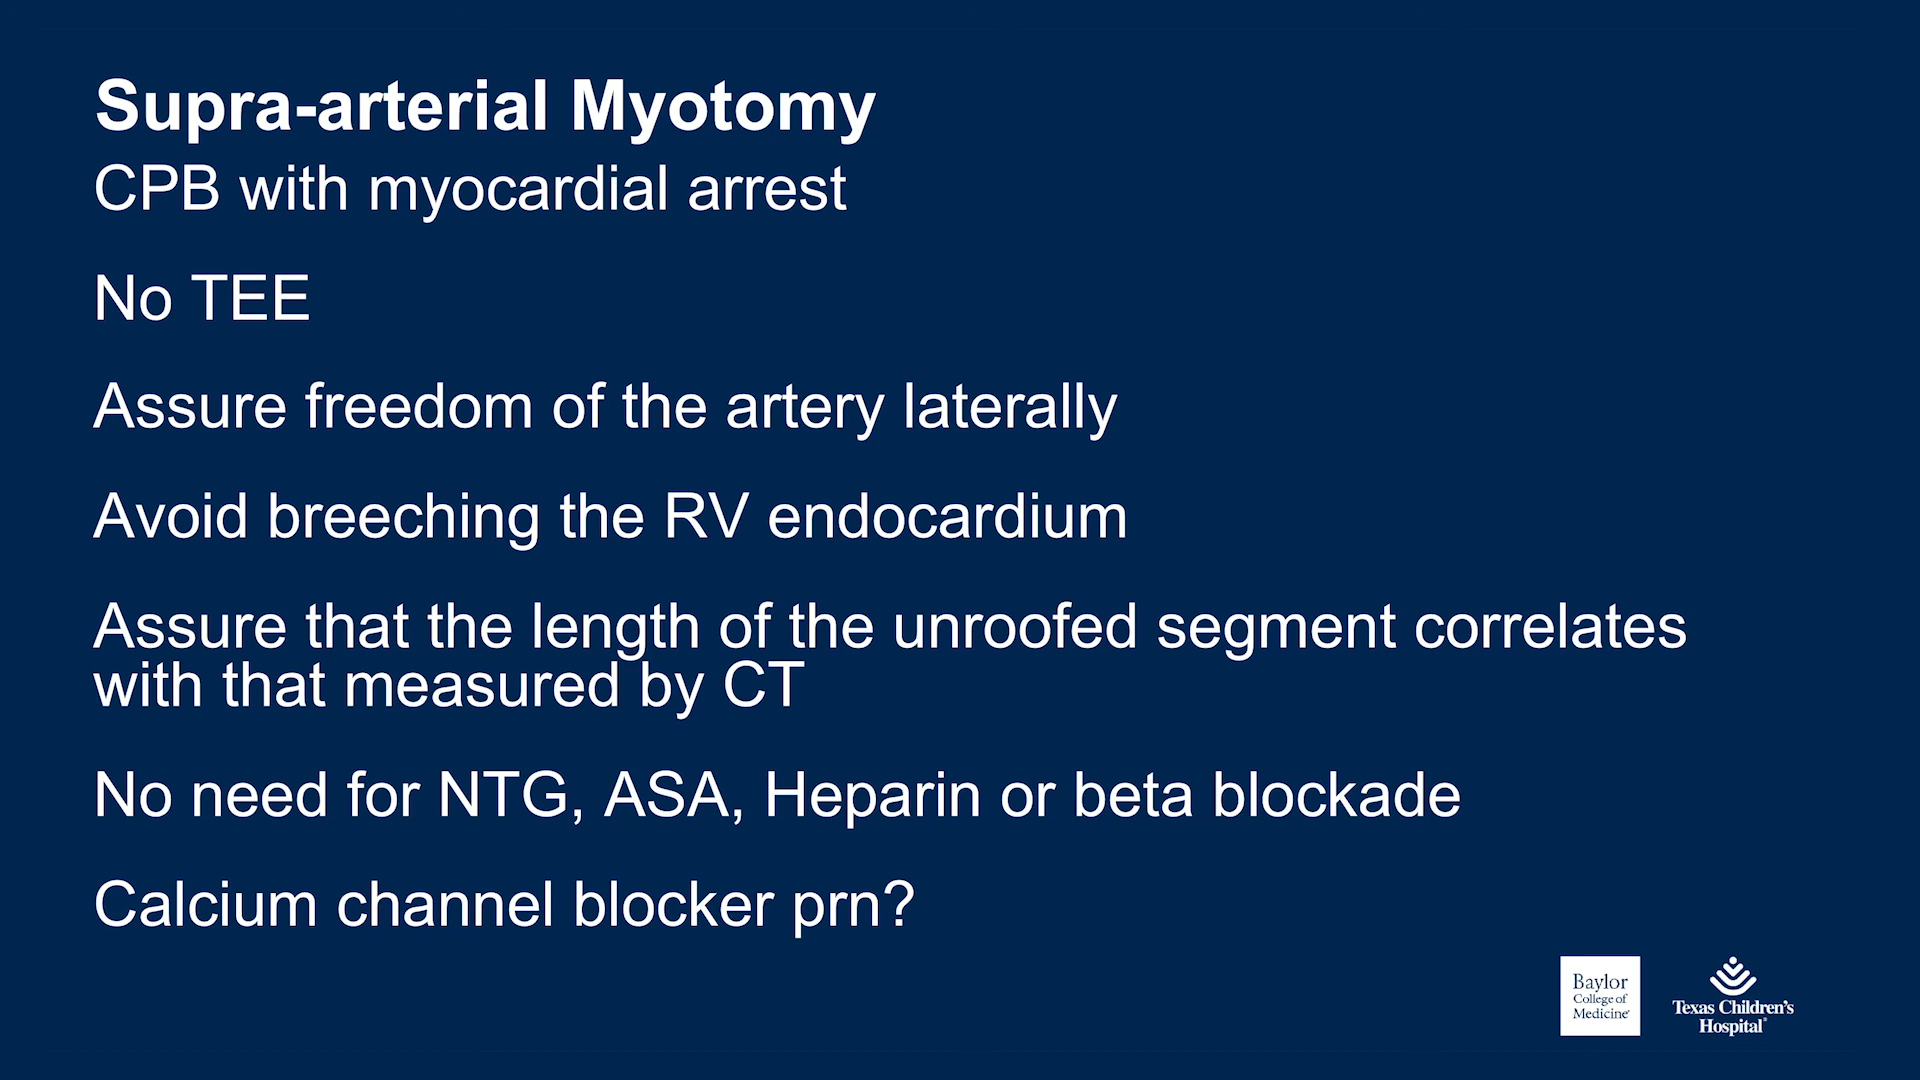 Supra-arterial Myotomy
CPB with myocardial arrest
No TEE
Assure freedom of the artery laterally
Avoid breeching the RV endocardium
Assure that the length of the unroofed segment correlates
with that measured by CT
No need for NTG, ASA, Heparin or beta blockade
Calcium channel blocker prn?
Baylor
College of
Medicine®
Texas Children's
Hospital®